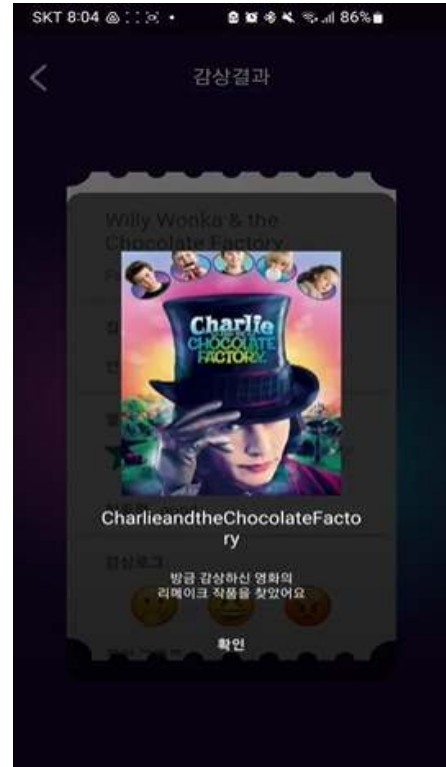 SKT 8:04
86%
감상결과
Willy Wonka & the
Chocolate Factory
Charlie
CHOCOLATE
FACTORY
CharlieandtheChocolateFacto
ry
감상로그
방금 감상하신 영화의
리메이크 작품을 찾았어요
확인